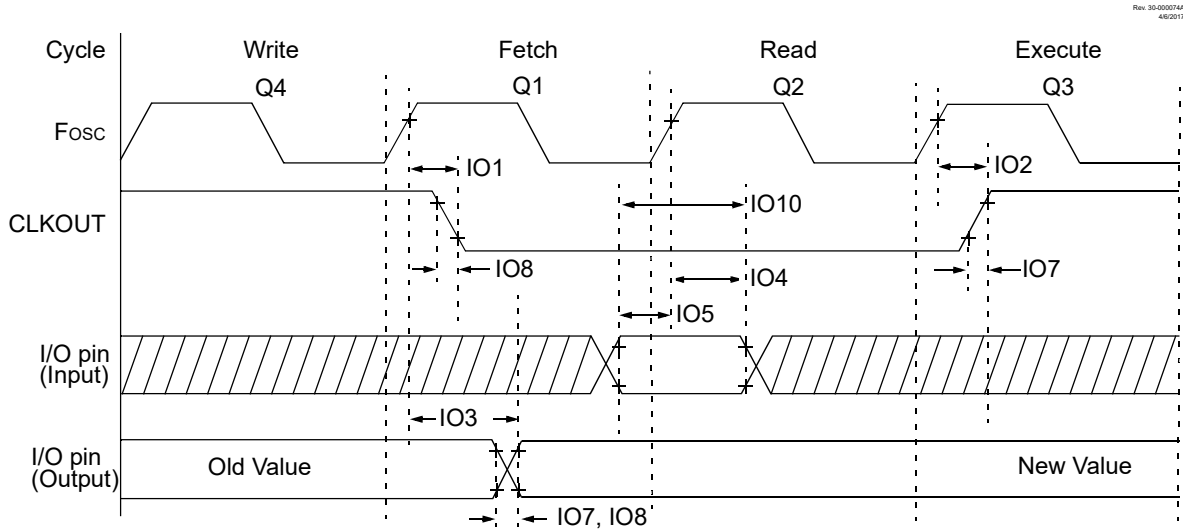 Rev. 30-000074A
4/6/2017
Cycle Write Fetch Read Execute
Q4 Q1 Q2 Q3
Fosc
IO1 IO2
CLKOUT
IO10
IO8 IO4 IO7
IO5
I/O pin
(Input)
IO3
I/O pin
(Output)
Old Value New Value
IO7, IO8